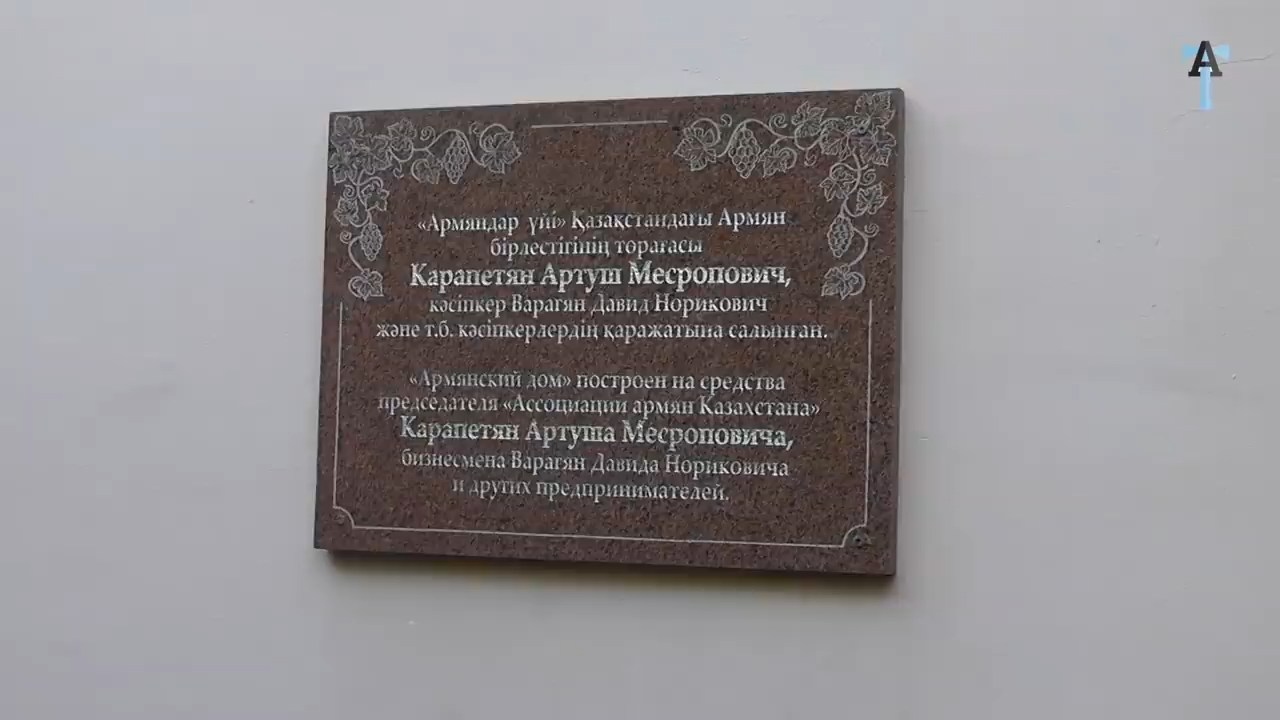 «Армяндар үйі» Қазақстандағы Армян
бірлестігінің төрағасы
Карапетян Артуш Месропович,
кәсіпкер Варагян Давид Норикович
және т.б. кәсіпкерлердің қаражатына салынған.
«Армянский дом» построен на средства
председателя «Ассоциации армян Казахстана»
Карапетян Артуша Месроповича,
бизнесмена Варагян Давида Нориковича
и других предпринимателей.